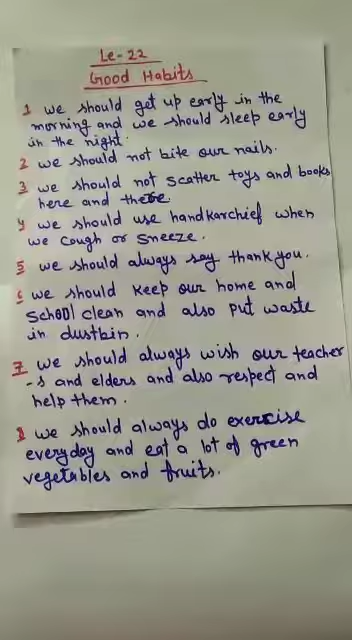 Le-22
Good Habits
1 we should get up early in the
morning and we should sleep early
in the night.
2 we should not bite our nails.
3 we should not scatter toys and books
here and there.
4 we should use handkarchief when
we cough or sneeze.
5 we should always say thank you.
6 we should keep our home and
school clean and also put waste
in dustbin.
7 we should always wish our teacher
-s and elders and also respect and
help them.
8 we should always do exercise
everyday and eat a lot of green
vegetables and fruits.